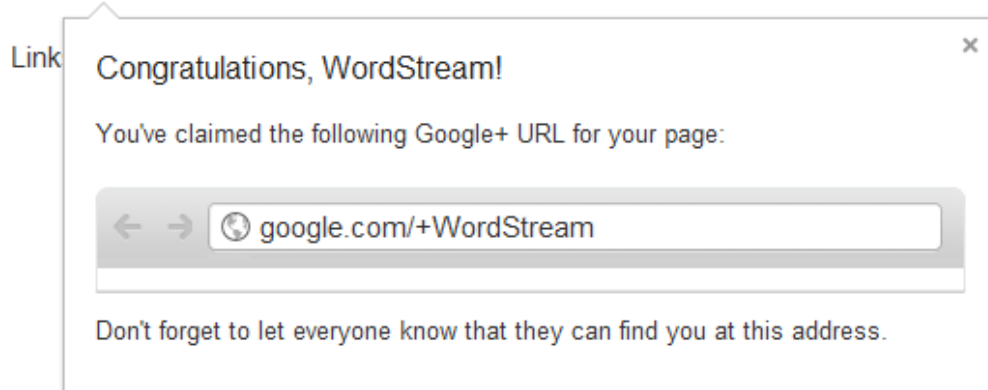 Link
Congratulations, WordStream!
You've claimed the following Google+ URL for your page:
google.com/+WordStream
Don't forget to let everyone know that they can find you at this address.